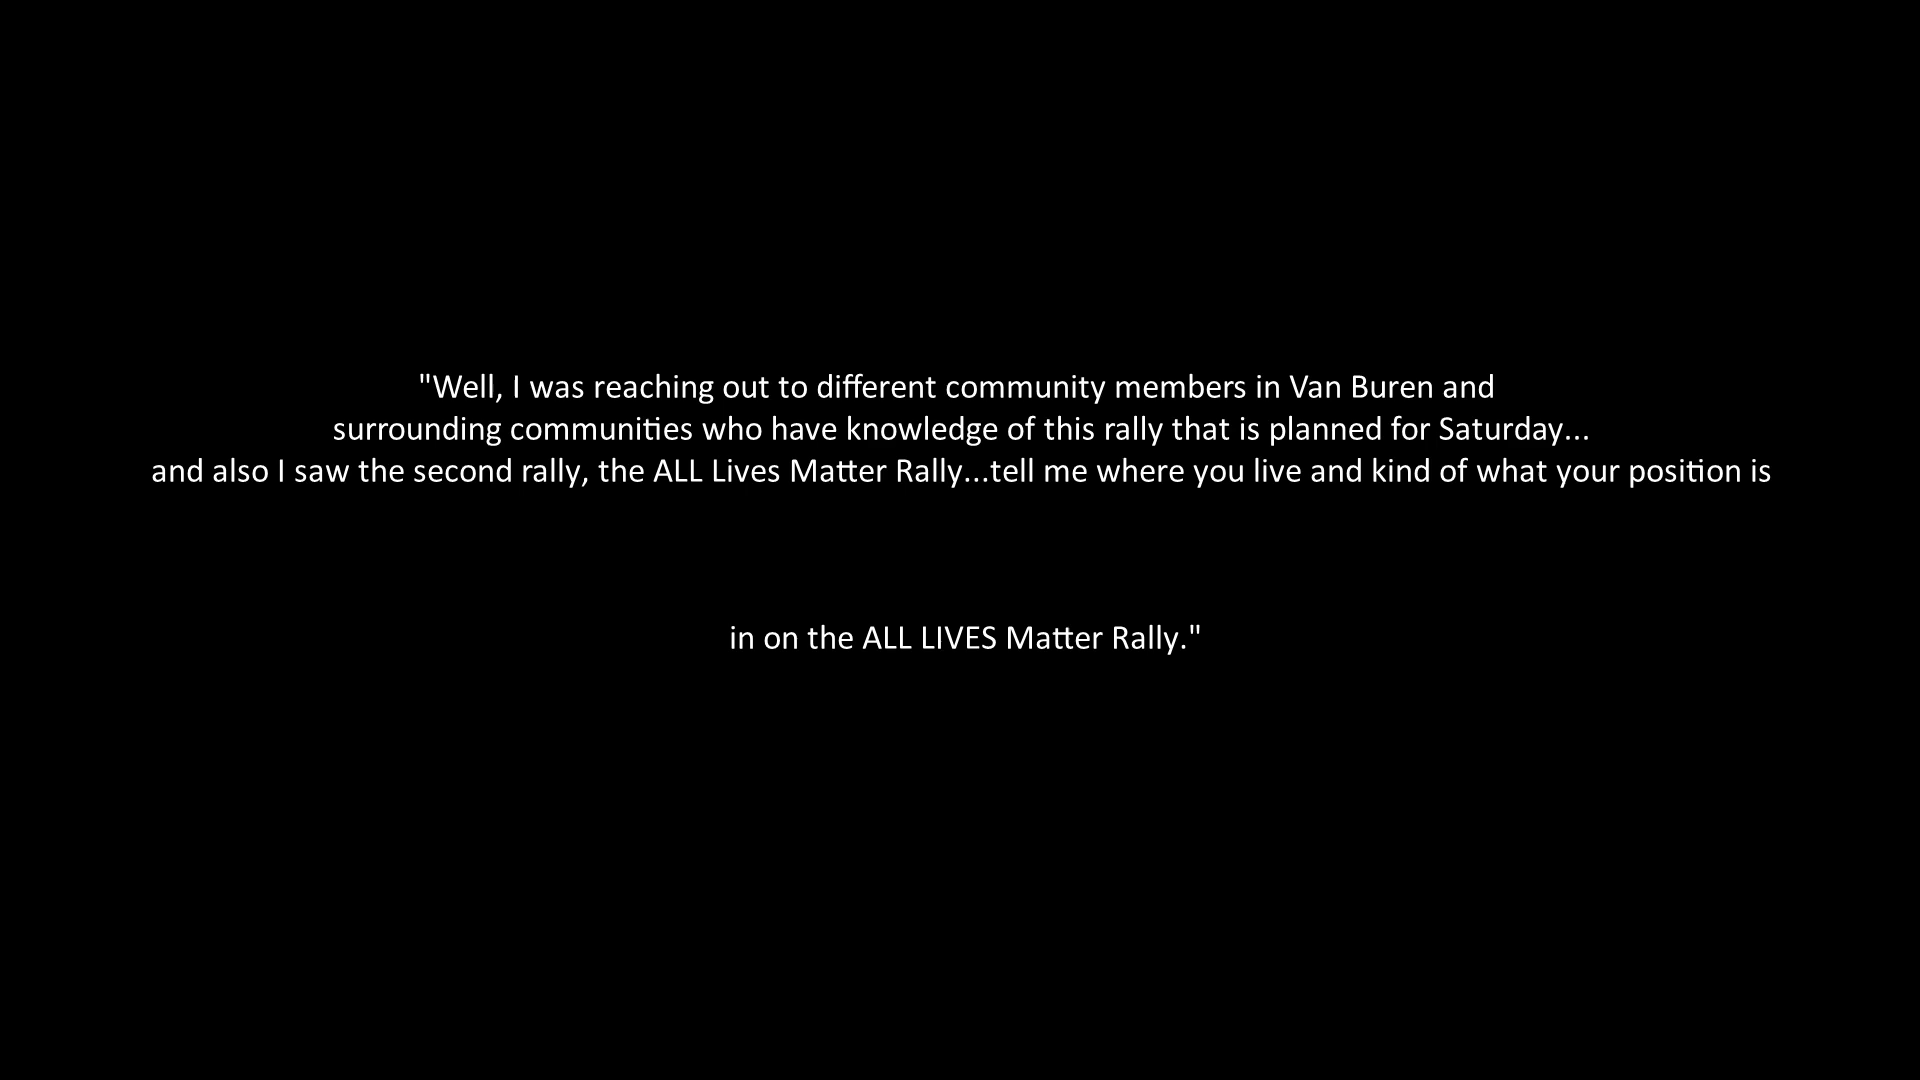 "Well, I was reaching out to different community members in Van Buren and
surrounding communities who have knowledge of this rally that is planned for Saturday...
and also I saw the second rally, the ALL Lives Matter Rally...tell me where you live and kind of what your position is
in on the ALL LIVES Matter Rally."